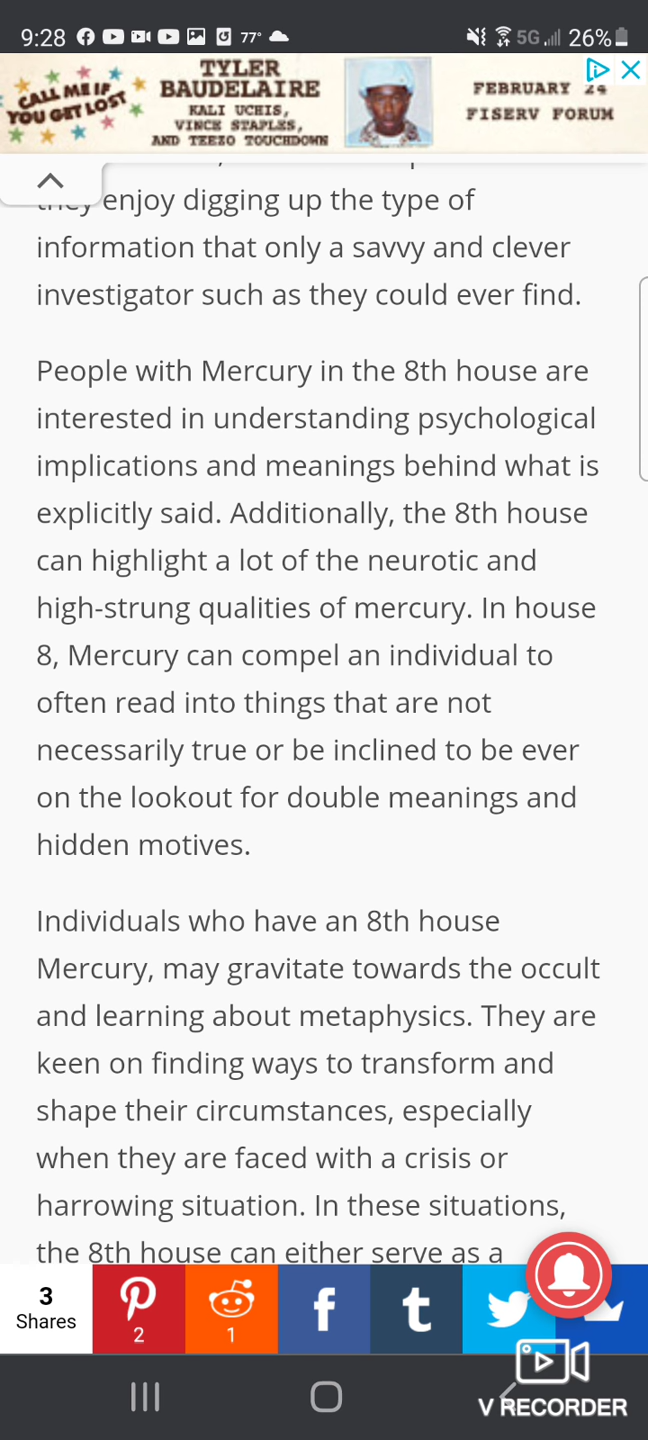 9:28 77° 5G 26%
CALL ME IF
YOU GET LOST
TYLER
BAUDELAIRE
KALI UCHIS,
VINCE STAPLES,
AND TEEZO TOUCHDOWN
FEBRUARY 24
FISERV FORUM
they enjoy digging up the type of
information that only a savvy and clever
investigator such as they could ever find.
People with Mercury in the 8th house are
interested in understanding psychological
implications and meanings behind what is
explicitly said. Additionally, the 8th house
can highlight a lot of the neurotic and
high-strung qualities of mercury. In house
8, Mercury can compel an individual to
often read into things that are not
necessarily true or be inclined to be ever
on the lookout for double meanings and
hidden motives.
Individuals who have an 8th house
Mercury, may gravitate towards the occult
and learning about metaphysics. They are
keen on finding ways to transform and
shape their circumstances, especially
when they are faced with a crisis or
harrowing situation. In these situations,
the 8th house can either serve as a
3
Shares
2
1
V RECORDER